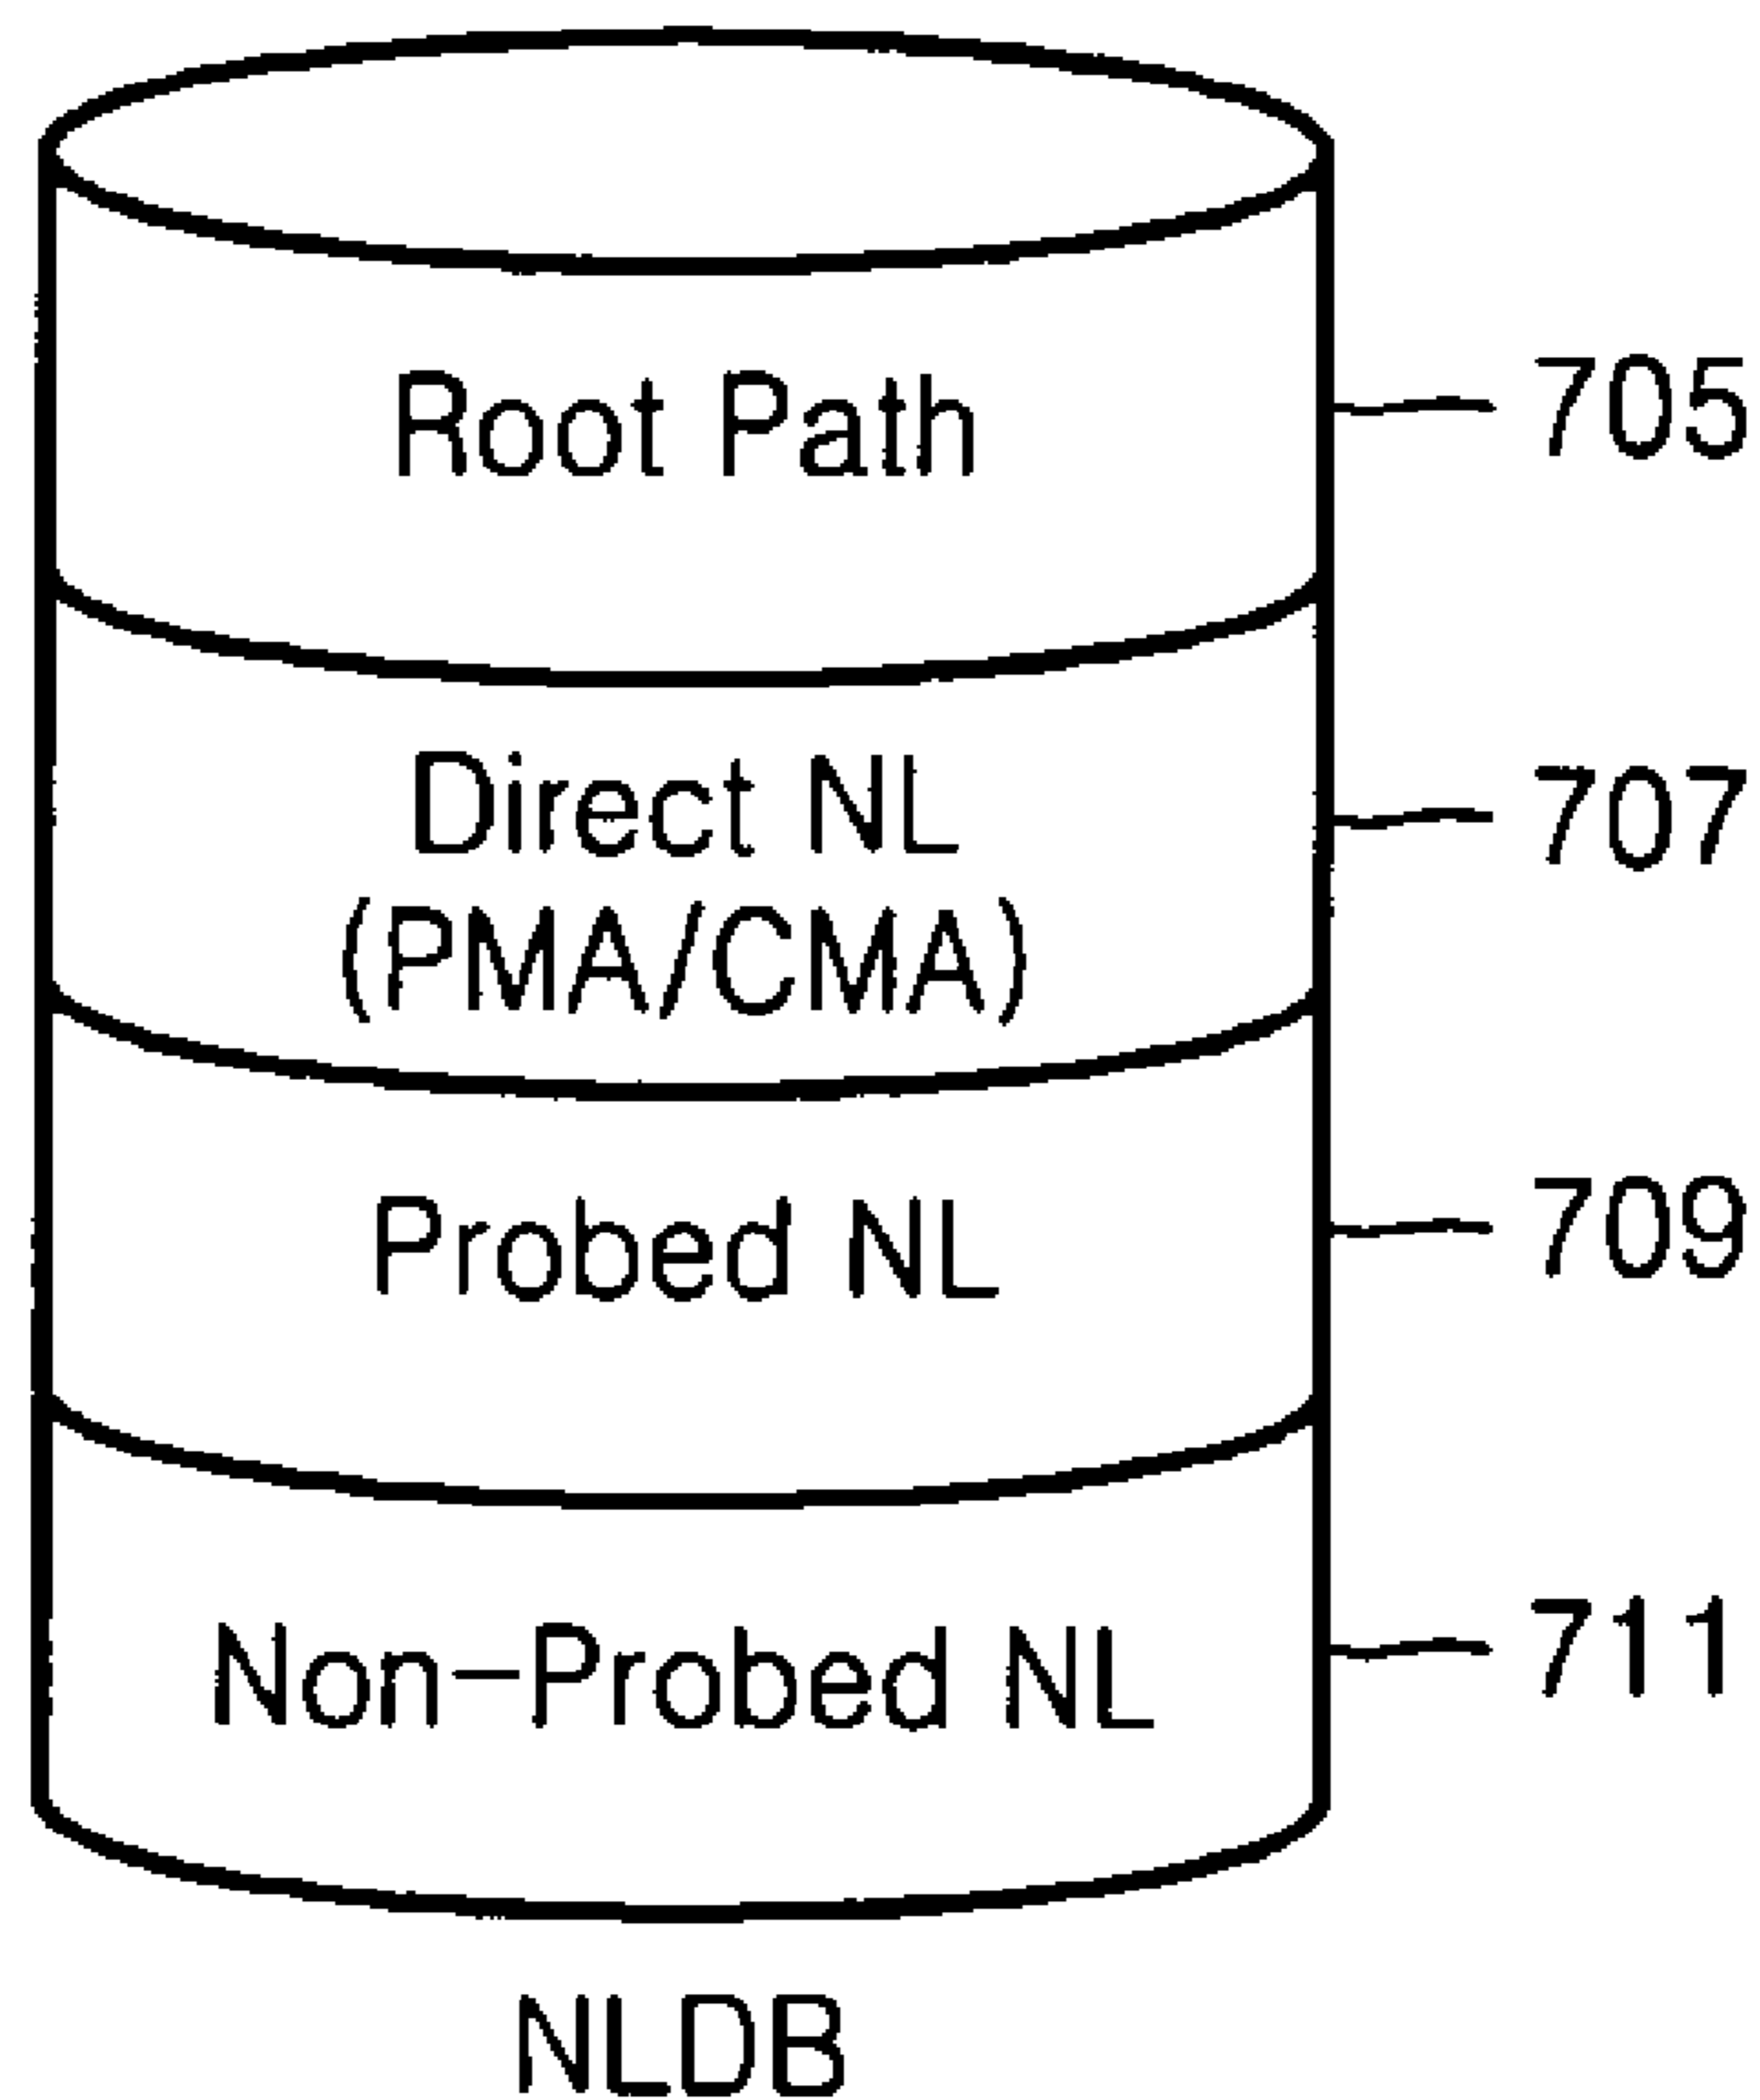 Root Path
705
Direct NL
(PMA/CMA)
707
Probed NL
709
Non-Probed NL
711
NLDB